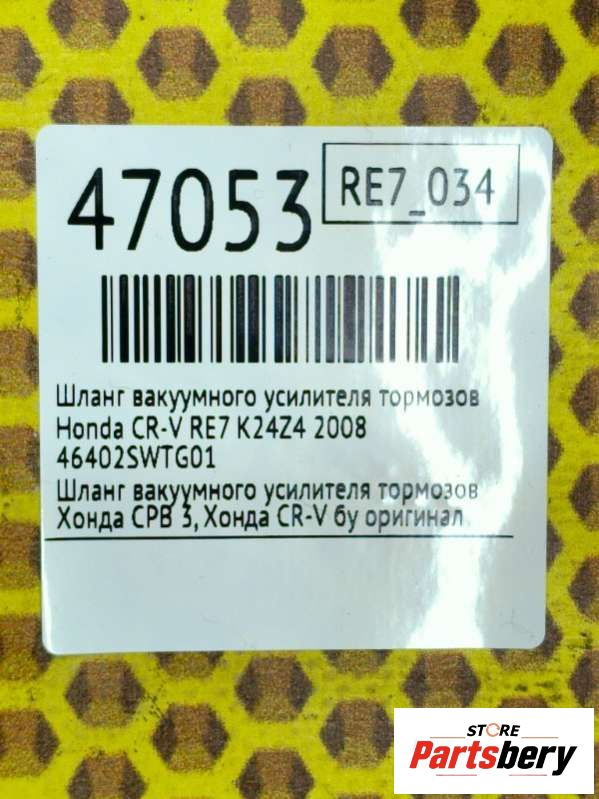 47053
RE7_034
Шланг вакуумного усилителя тормозов
Honda CR-V RE7 K24Z4 2008
46402SWTG01
Шланг вакуумного усилителя тормозов
Хонда СРВ 3, Хонда CR-V бу оригинал
STORE
Partsbery